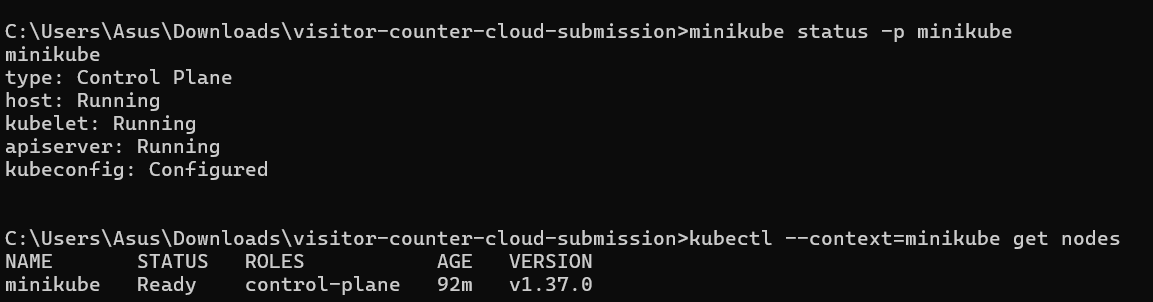 C:\Users\Asus\Downloads\visitor-counter-cloud-submission>minikube status -p minikube
minikube
type: Control Plane
host: Running
kubelet: Running
apiserver: Running
kubeconfig: Configured
C:\Users\Asus\Downloads\visitor-counter-cloud-submission>kubectl --context=minikube get nodes
NAME       STATUS   ROLES           AGE   VERSION
minikube   Ready    control-plane   92m   v1.37.0